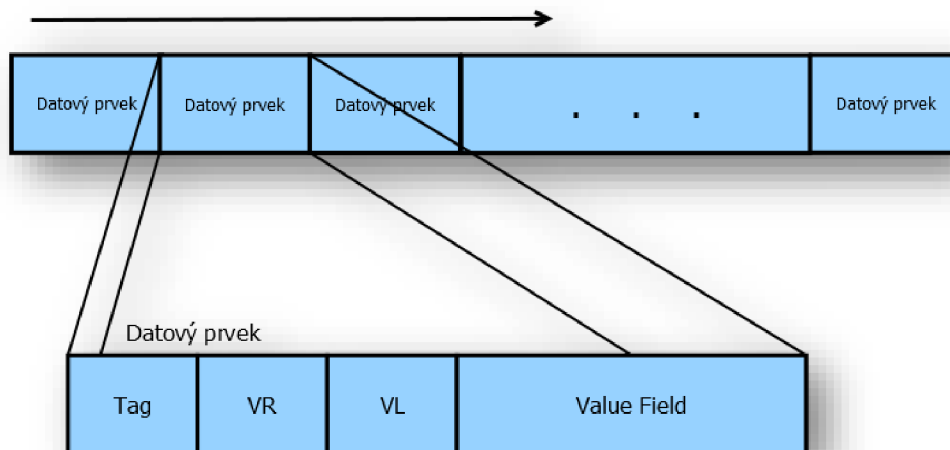 Datový prvek Datový prvek Datový prvek . . . Datový prvek
Datový prvek
Tag VR VL Value Field